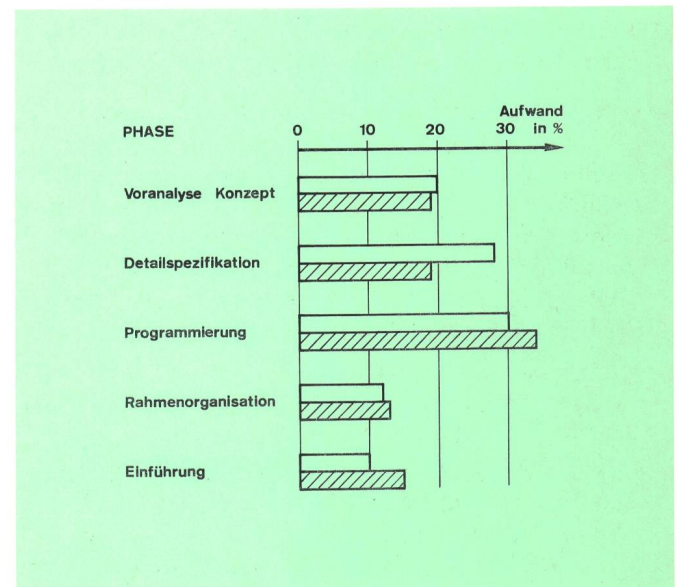 Aufwand
PHASE 0 10 20 30 in %
Voranalyse Konzept
Detailspezifikation
Programmierung
Rahmenorganisation
Einführung